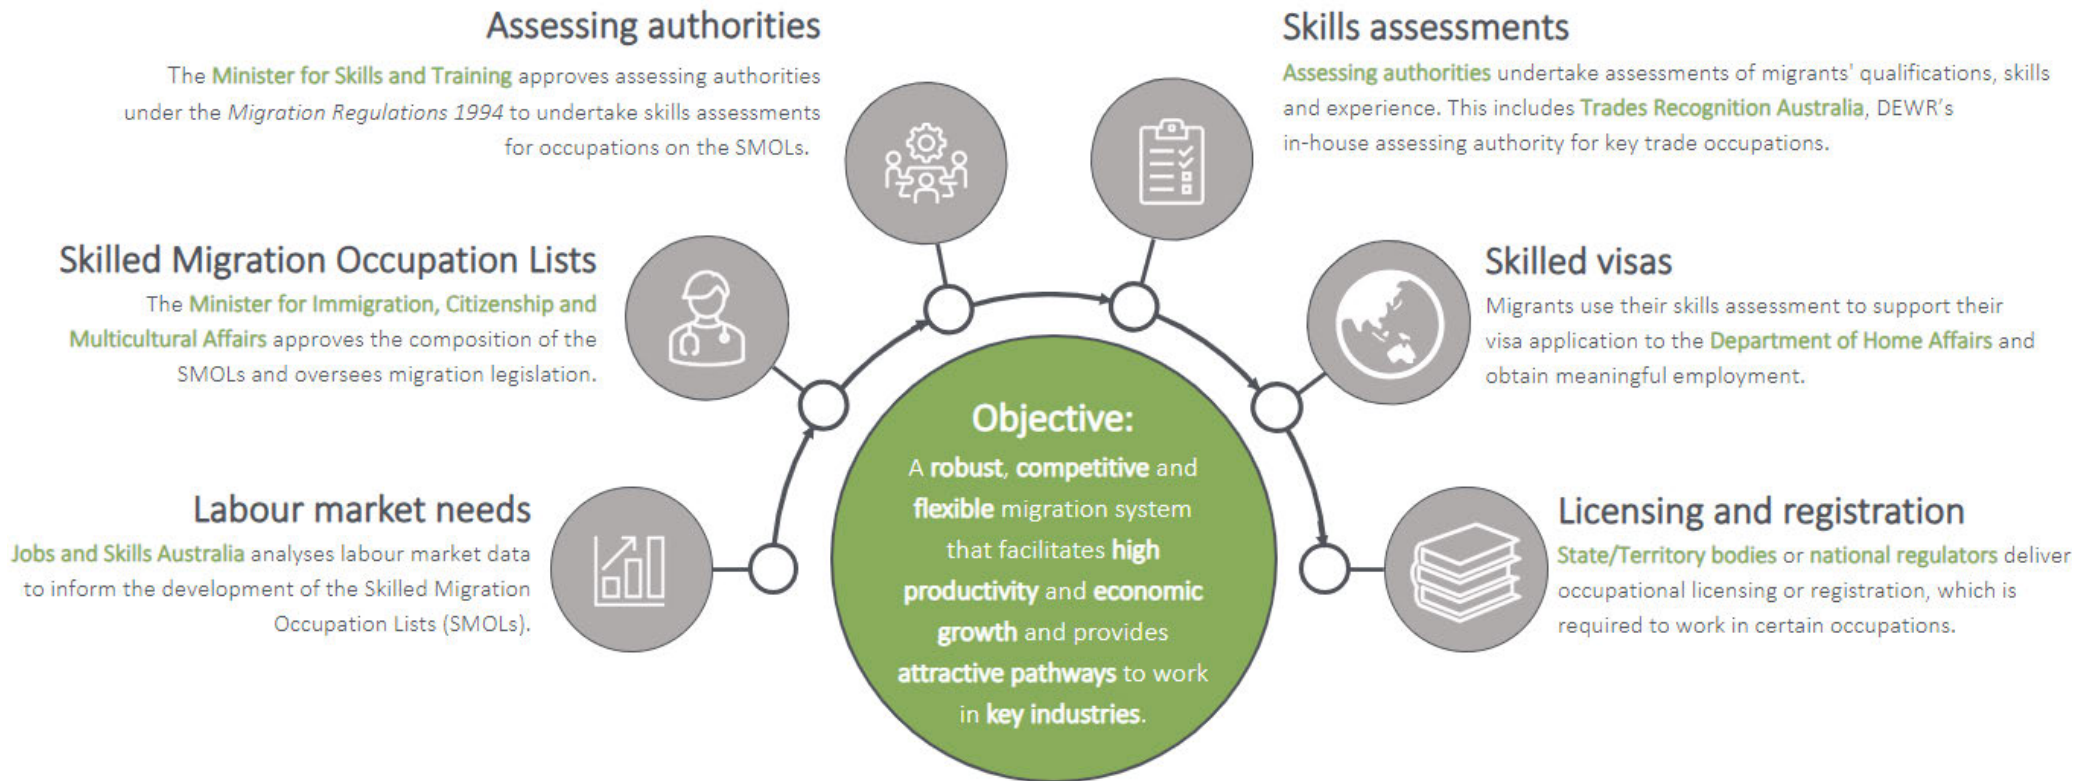 Assessing authorities
The Minister for Skills and Training approves assessing authorities
under the Migration Regulations 1994 to undertake skills assessments
for occupations on the SMOLs.
Skills assessments
Assessing authorities undertake assessments of migrants' qualifications, skills
and experience. This includes Trades Recognition Australia, DEWR’s
in-house assessing authority for key trade occupations.
Skilled Migration Occupation Lists
The Minister for Immigration, Citizenship and
Multicultural Affairs approves the composition of the
SMOLs and oversees migration legislation.
Skilled visas
Migrants use their skills assessment to support their
visa application to the Department of Home Affairs and
obtain meaningful employment.
Labour market needs
Jobs and Skills Australia analyses labour market data
to inform the development of the Skilled Migration
Occupation Lists (SMOLs).
Objective:
A robust, competitive and
flexible migration system
that facilitates high
productivity and economic
growth and provides
attractive pathways to work
in key industries.
Licensing and registration
State/Territory bodies or national regulators deliver
occupational licensing or registration, which is
required to work in certain occupations.